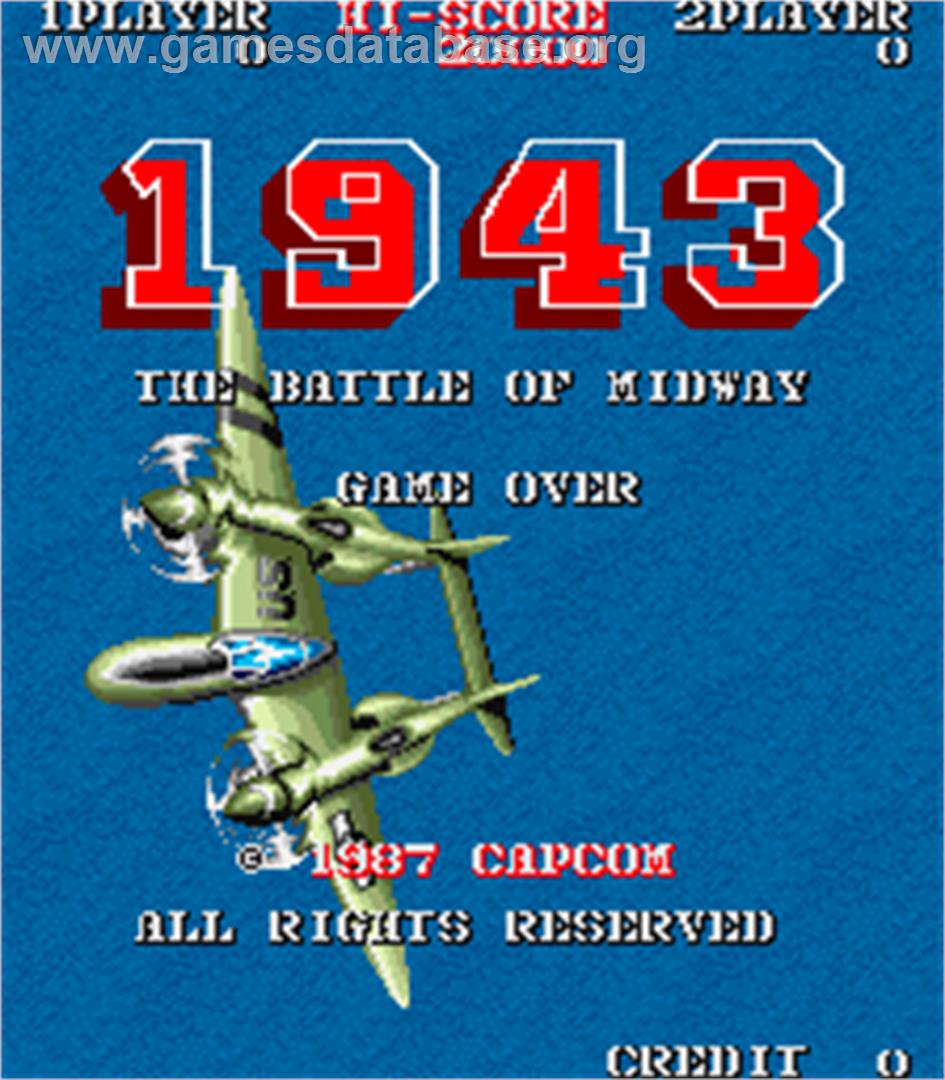 1PLAYER HI-SCORE 2PLAYER
www.gamesdatabase.org
0 0
1943
THE BATTLE OF MIDWAY
GAME OVER
US
© 1987 CAPCOM
ALL RIGHTS RESERVED
CREDIT 0